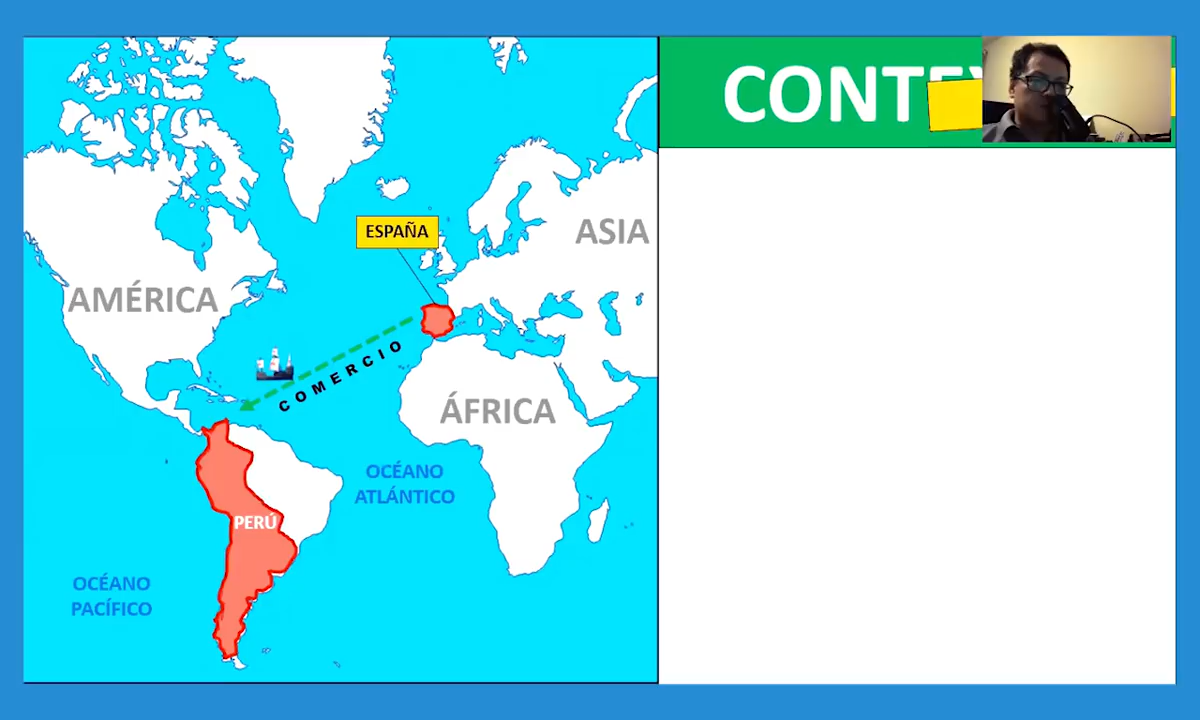 CONTE
ESPAÑA
ASIA
AMÉRICA
COMERCIO
ÁFRICA
OCÉANO
ATLÁNTICO
PERÚ
OCÉANO
PACÍFICO